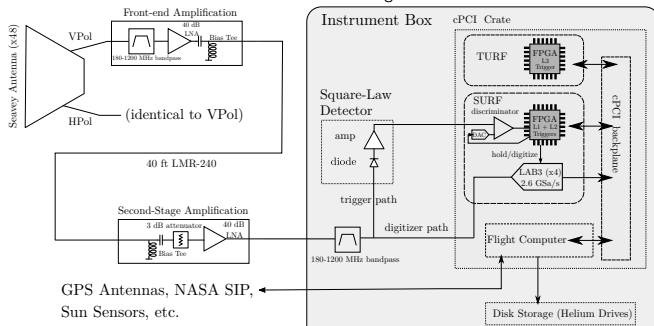 Front-end Amplification
40 dB
LNA
Bias Tee
180-1200 MHz bandpass
Seavey Antenna (x48)
VPol
HPol
(identical to VPol)
40 ft LMR-240
Second-Stage Amplification
3 dB attenuator
40 dB
LNA
Bias Tee
180-1200 MHz bandpass
Instrument Box
cPCI Crate
TURF
FPGA
L3
Trigger
Square-Law
Detector
amp
diode
trigger path
digitizer path
SURF
discriminator
DAC
FPGA
L1 + L2
Triggers
hold/digitize
LAB3 (x4)
2.6 GSa/s
cPCI backplane
Flight Computer
Disk Storage (Helium Drives)
GPS Antennas, NASA SIP,
Sun Sensors, etc.